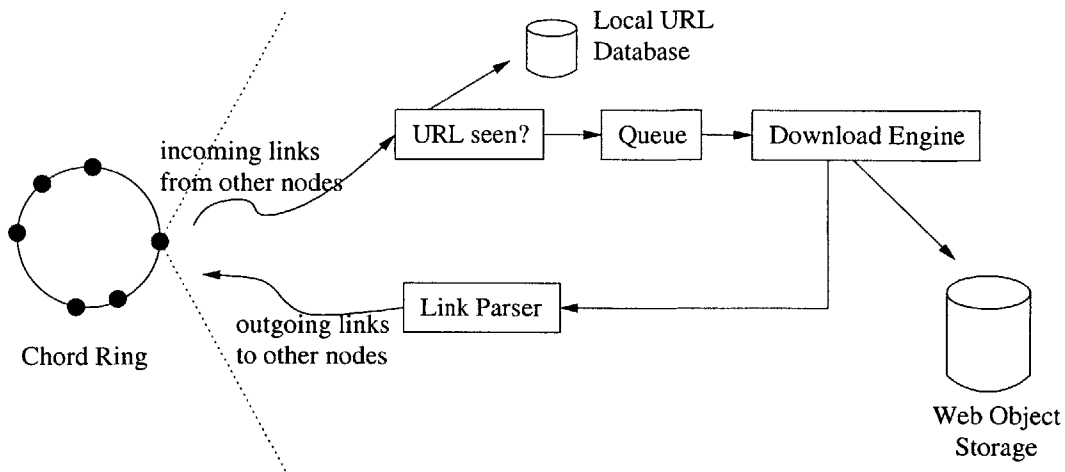 Local URL
Database
URL seen?
Queue
Download Engine
incoming links
from other nodes
Link Parser
outgoing links
to other nodes
Chord Ring
Web Object
Storage